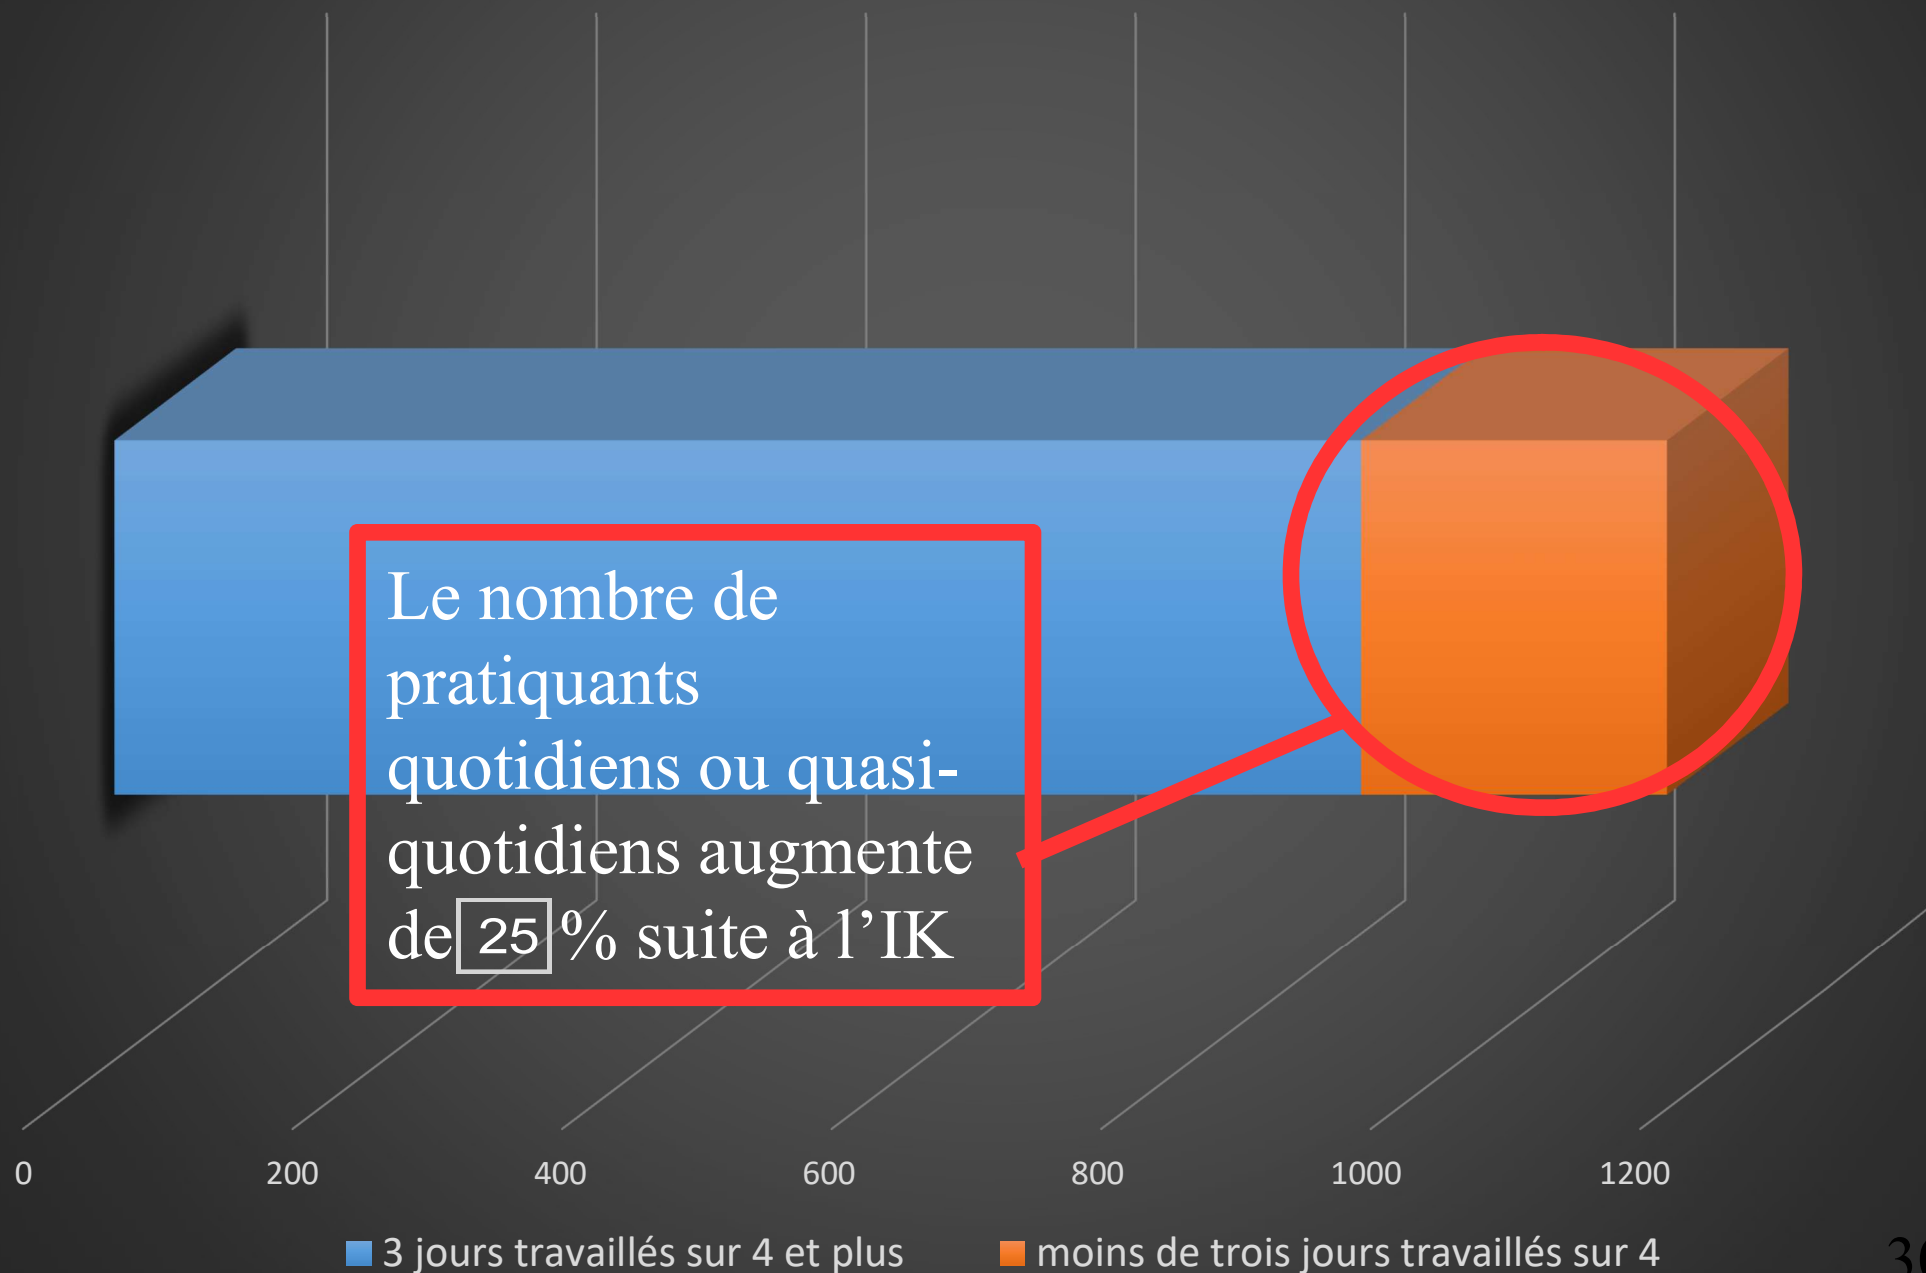 Le nombre de
pratiquants
quotidiens ou quasi-
quotidiens augmente
de 25 % suite à l’IK
0 200 400 600 800 1000 1200
3 jours travaillés sur 4 et plus moins de trois jours travaillés sur 4